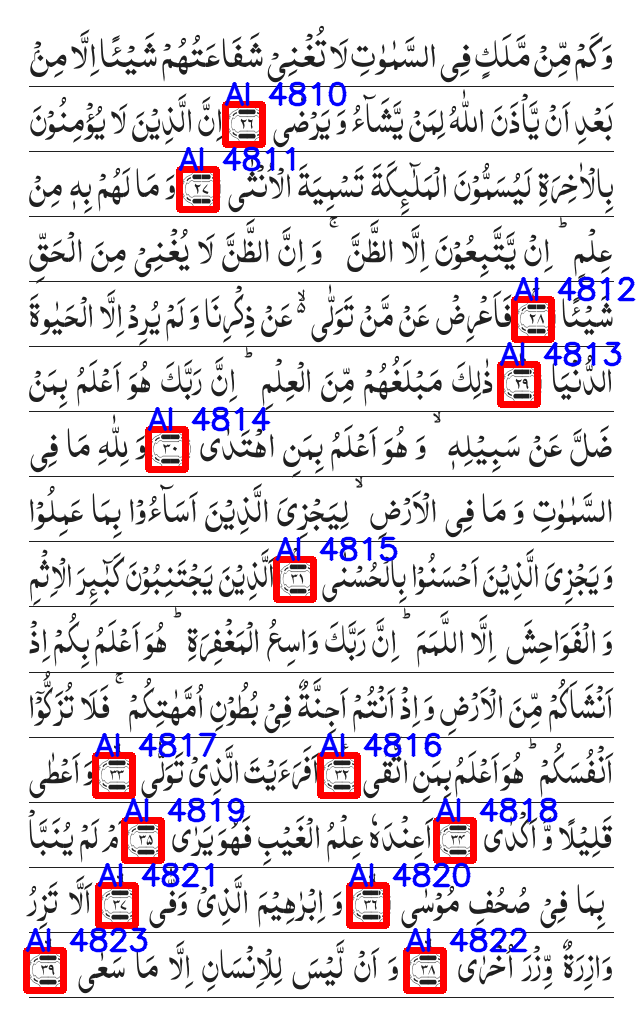 وَكَمْ مِّنْ مَّلَكٍ فِى السَّمٰوٰتِ لَا تُغْنِىْ شَفَاعَتُهُمْ شَيْـًٔا اِلَّا مِنْۢ
AI 4810
بَعْدِ اَنْ يَّاْذَنَ اللّٰهُ لِمَنْ يَّشَآءُ وَ يَرْضٰى ﴿٢٦﴾ اِنَّ الَّذِيْنَ لَا يُؤْمِنُوْنَ
AI 4811
بِالْاٰخِرَةِ لَيُسَمُّوْنَ الْمَلٰٓئِكَةَ تَسْمِيَةَ الْاُنْثٰى ﴿٢٧﴾ وَ مَا لَهُمْ بِهٖ مِنْ
عِلْمٍ ؕ اِنْ يَّتَّبِعُوْنَ اِلَّا الظَّنَّ ۚ وَ اِنَّ الظَّنَّ لَا يُغْنِىْ مِنَ الْحَقِّ
AI 4812
شَيْـًٔا ﴿٢٨﴾ فَاَعْرِضْ عَنْ مَّنْ تَوَلّٰى ۙ۬ عَنْ ذِكْرِنَا وَ لَمْ يُرِدْ اِلَّا الْحَيٰوةَ
AI 4813
الدُّنْيَا ﴿٢٩﴾ ذٰلِكَ مَبْلَغُهُمْ مِّنَ الْعِلْمِ ؕ اِنَّ رَبَّكَ هُوَ اَعْلَمُ بِمَنْ
AI 4814
ضَلَّ عَنْ سَبِيْلِهٖ ۙ وَ هُوَ اَعْلَمُ بِمَنِ اهْتَدٰى ﴿٣٠﴾ وَ لِلّٰهِ مَا فِى
السَّمٰوٰتِ وَ مَا فِى الْاَرْضِ ۙ لِيَجْزِىَ الَّذِيْنَ اَسَآءُوْا بِمَا عَمِلُوْا
AI 4815
وَ يَجْزِىَ الَّذِيْنَ اَحْسَنُوْا بِالْحُسْنٰى ﴿٣١﴾ اَلَّذِيْنَ يَجْتَنِبُوْنَ كَبٰٓئِرَ الْاِثْمِ
وَ الْفَوَاحِشَ اِلَّا اللَّمَمَ ؕ اِنَّ رَبَّكَ وَاسِعُ الْمَغْفِرَةِ ؕ هُوَ اَعْلَمُ بِكُمْ اِذْ
اَنْشَاَكُمْ مِّنَ الْاَرْضِ وَ اِذْ اَنْتُمْ اَجِنَّةٌ فِىْ بُطُوْنِ اُمَّهٰتِكُمْ ۚ فَلَا تُزَكُّوْٓا
AI 4816 AI 4817
اَنْفُسَكُمْ ؕ هُوَ اَعْلَمُ بِمَنِ اتَّقٰى ﴿٣٢﴾ اَفَرَءَيْتَ الَّذِىْ تَوَلّٰى ﴿٣٣﴾ وَ اَعْطٰى
AI 4818 AI 4819
قَلِيْلًا وَّ اَكْدٰى ﴿٣٤﴾ اَعِنْدَهٗ عِلْمُ الْغَيْبِ فَهُوَ يَرٰى ﴿٣٥﴾ اَمْ لَمْ يُنَبَّاْ
AI 4820 AI 4821
بِمَا فِىْ صُحُفِ مُوْسٰى ﴿٣٦﴾ وَ اِبْرٰهِيْمَ الَّذِىْ وَفّٰى ﴿٣٧﴾ اَلَّا تَزِرُ
AI 4822 AI 4823
وَازِرَةٌ وِّزْرَ اُخْرٰى ﴿٣٨﴾ وَ اَنْ لَّيْسَ لِلْاِنْسَانِ اِلَّا مَا سَعٰى ﴿٣٩﴾